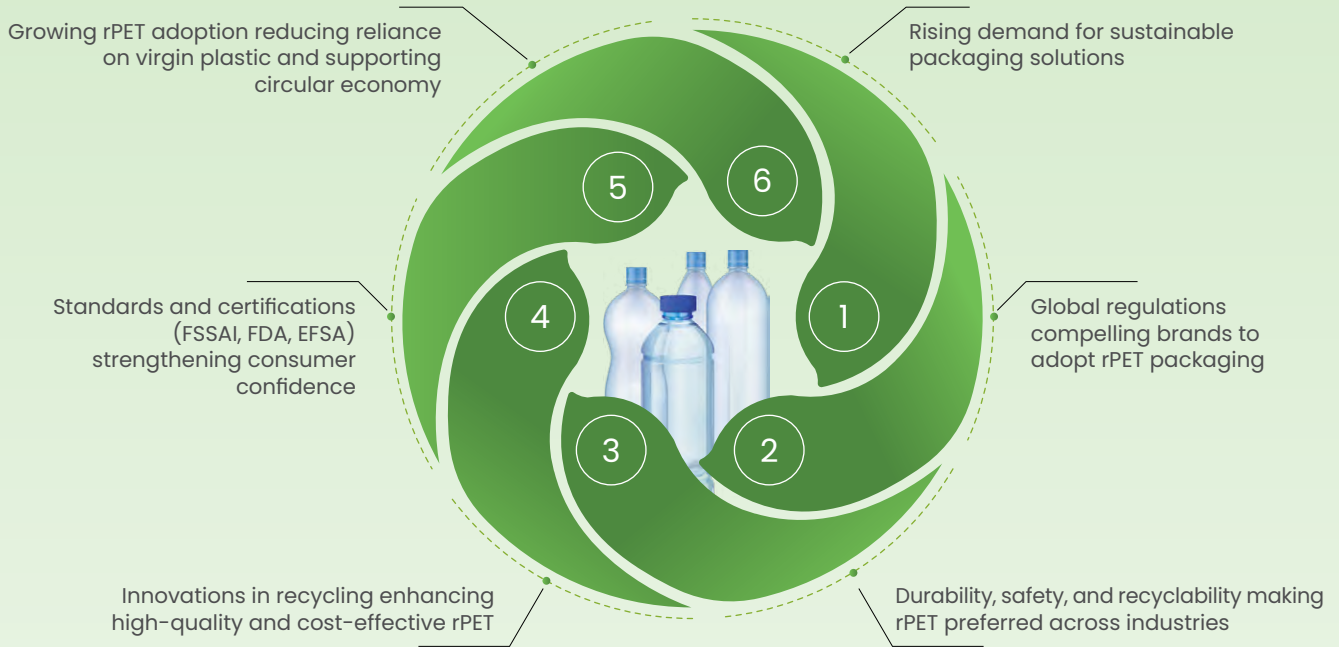 Growing rPET adoption reducing reliance
on virgin plastic and supporting
circular economy
Rising demand for sustainable
packaging solutions
5
6
Standards and certifications
(FSSAI, FDA, EFSA)
strengthening consumer
confidence
4
1
Global regulations
compelling brands to
adopt rPET packaging
3
2
Innovations in recycling enhancing
high-quality and cost-effective rPET
Durability, safety, and recyclability making
rPET preferred across industries